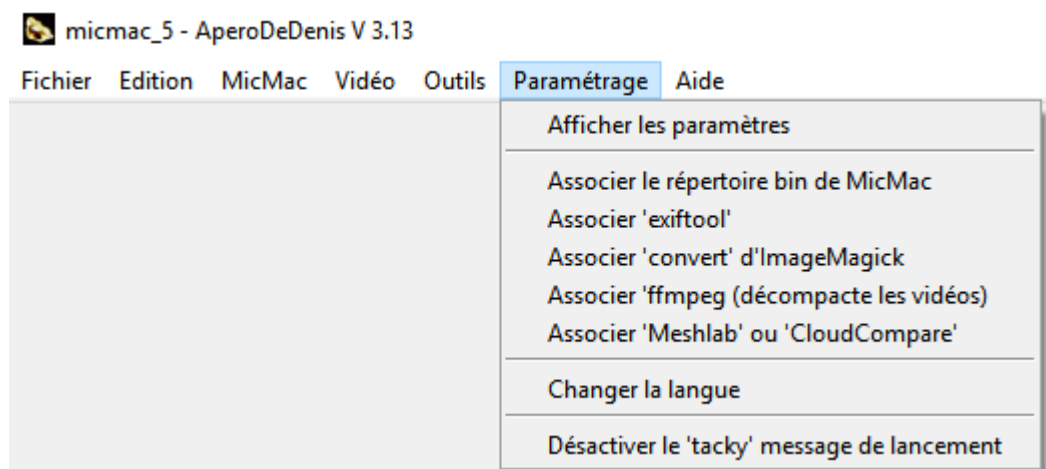 micmac_5 - AperoDeDenis V 3.13
Fichier Edition MicMac Vidéo Outils Paramétrage Aide
Afficher les paramètres
Associer le répertoire bin de MicMac
Associer 'exiftool'
Associer 'convert' d'ImageMagick
Associer 'ffmpeg (décompacte les vidéos)
Associer 'Meshlab' ou 'CloudCompare'
Changer la langue
Désactiver le 'tacky' message de lancement